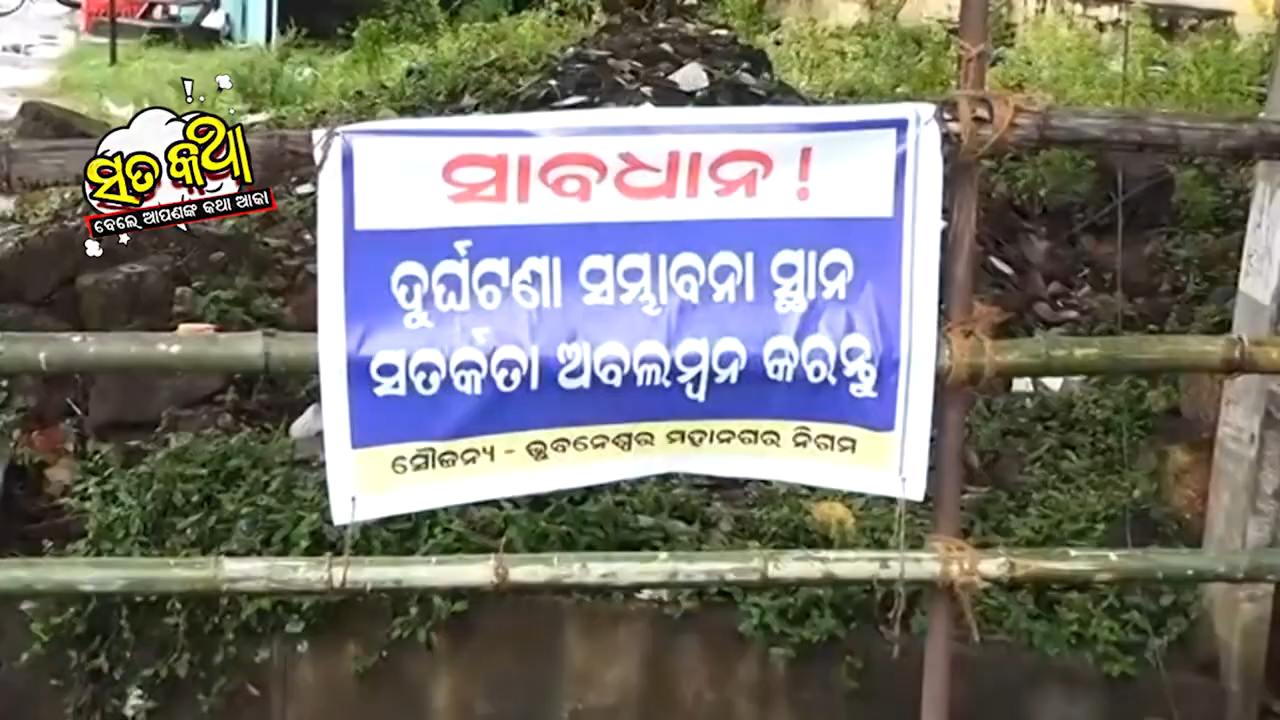 ସତ କଥା
ବେଲେ ଆପଣଙ୍କ କଥା ଆକା
ସାବଧାନ !
ଦୁର୍ଘଟଣା ସମ୍ଭାବନା ସ୍ଥାନ
ସତର୍କତା ଅବଲମ୍ବନ କରନ୍ତୁ
ସୌଜନ୍ୟ - ଭୁବନେଶ୍ୱର ମହାନଗର ନିଗମ